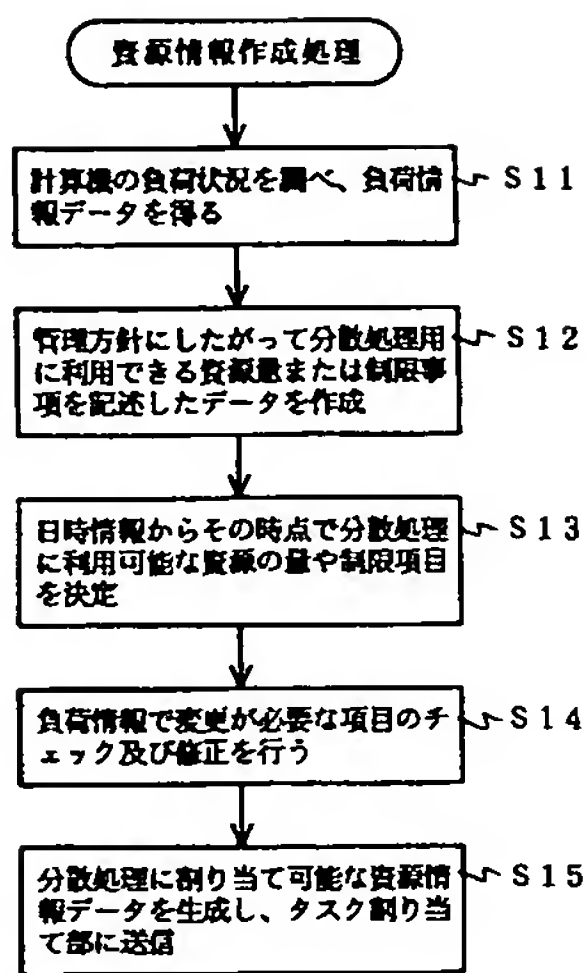 資源情報作成処理
計算機の負荷状況を調べ、負荷情
報データを得る
S11
管理方針にしたがって分散処理用
に利用できる資源量または制限事
項を記述したデータを作成
S12
日時情報からその時点で分散処理
に利用可能な資源の量や制限項目
を決定
S13
負荷情報で変更が必要な項目のチ
ェック及び修正を行う
S14
分散処理に割り当て可能な資源情
報データを生成し、タスク割り当
て部に送信
S15